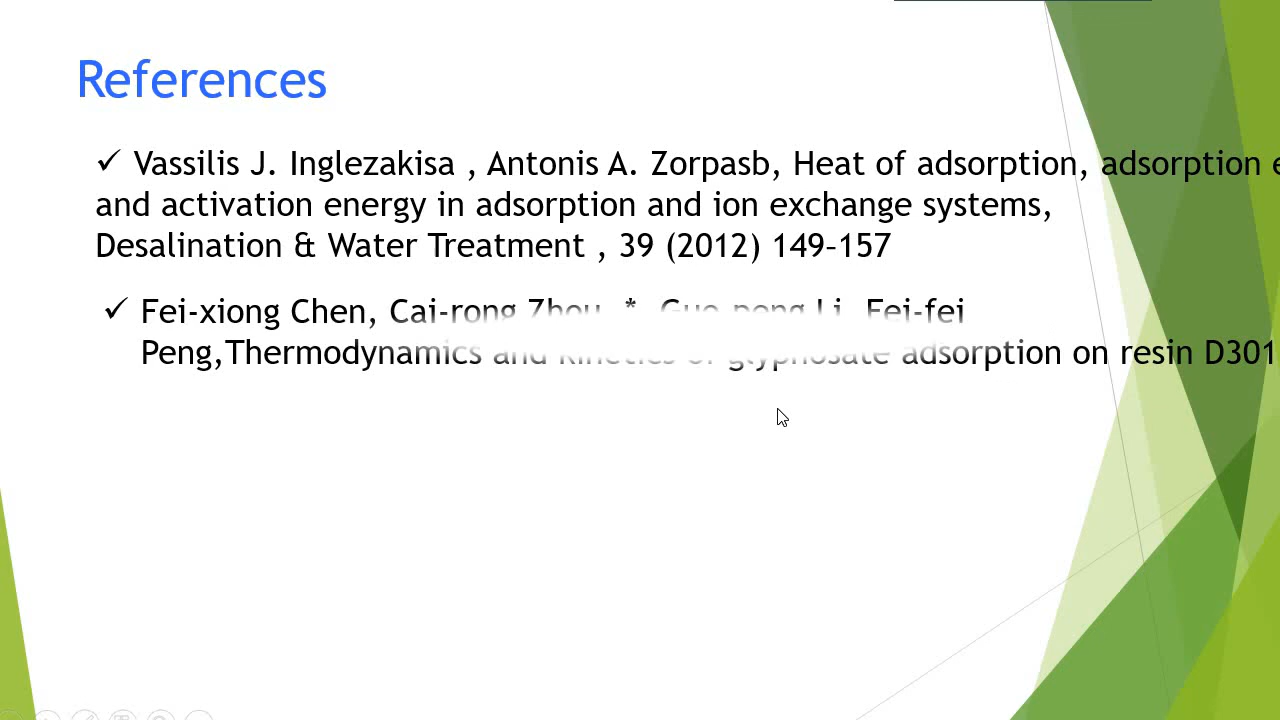 References
✓ Vassilis J. Inglezakisa , Antonis A. Zorpasb, Heat of adsorption, adsorption
and activation energy in adsorption and ion exchange systems,
Desalination & Water Treatment , 39 (2012) 149–157
✓ Fei-xiong Chen, Cai-rong Zhou *, Guo-peng Li, Fei-fei
Peng,Thermodynamics and kinetics of glyphosate adsorption on resin D301